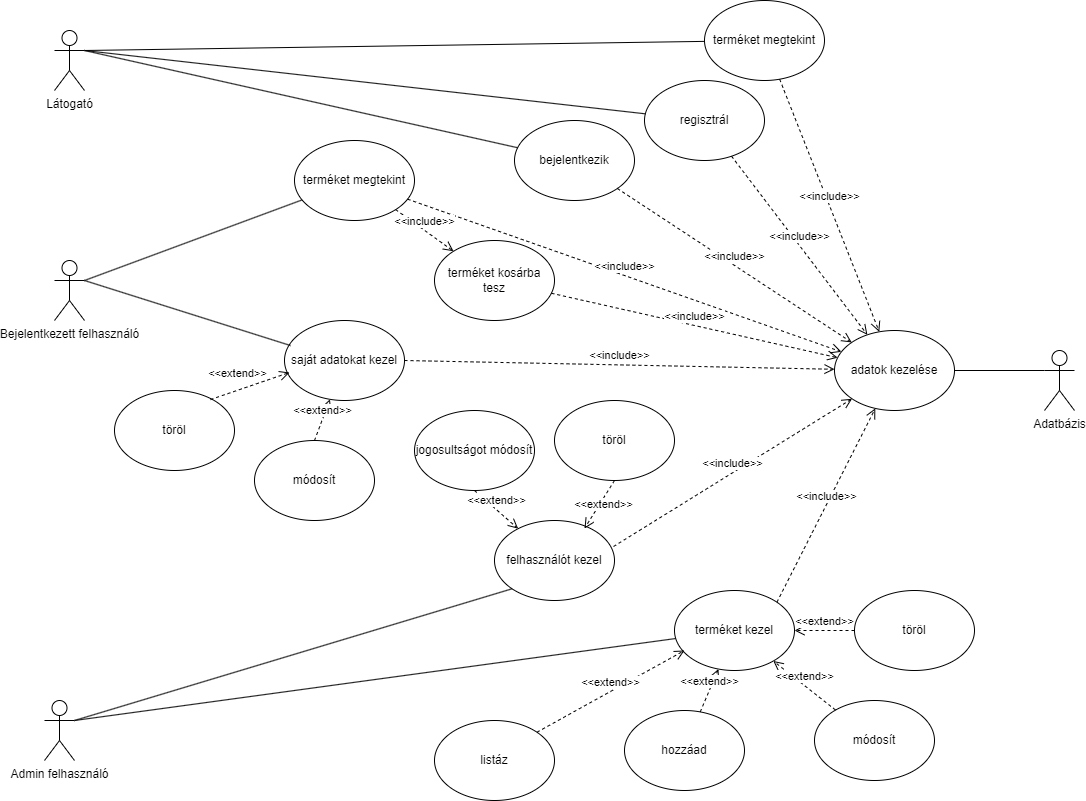 terméket megtekint
Látogató
regisztrál
bejelentkezik
terméket megtekint
<<include>>
<<include>>
<<include>>
<<include>>
<<include>>
terméket kosárba
tesz
<<include>>
Bejelentkezett felhasználó
saját adatokat kezel
<<include>>
adatok kezelése
<<extend>>
<<extend>>
Adatbázis
töröl
jogosultságot módosít
töröl
módosít
<<include>>
<<extend>>
<<extend>>
<<include>>
felhasználót kezel
terméket kezel
<<extend>>
töröl
<<extend>>
<<extend>>
<<extend>>
listáz
hozzáad
módosít
Admin felhasználó